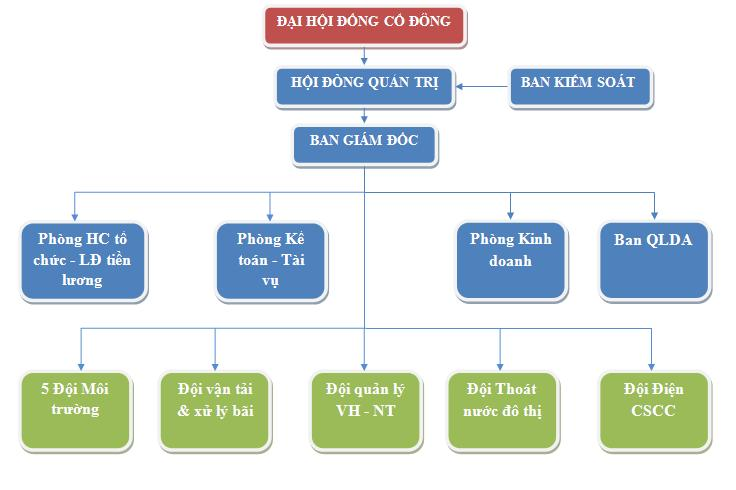 ĐẠI HỘI ĐỒNG CỔ ĐÔNG
HỘI ĐỒNG QUẢN TRỊ
BAN KIỂM SOÁT
BAN GIÁM ĐỐC
Phòng HC tổ
chức - LĐ tiền
lương
Phòng Kế
toán - Tài
vụ
Phòng Kinh
doanh
Ban QLDA
5 Đội Môi
trường
Đội vận tải
& xử lý bãi
Đội quản lý
VH - NT
Đội Thoát
nước đô thị
Đội Điện
CSCC